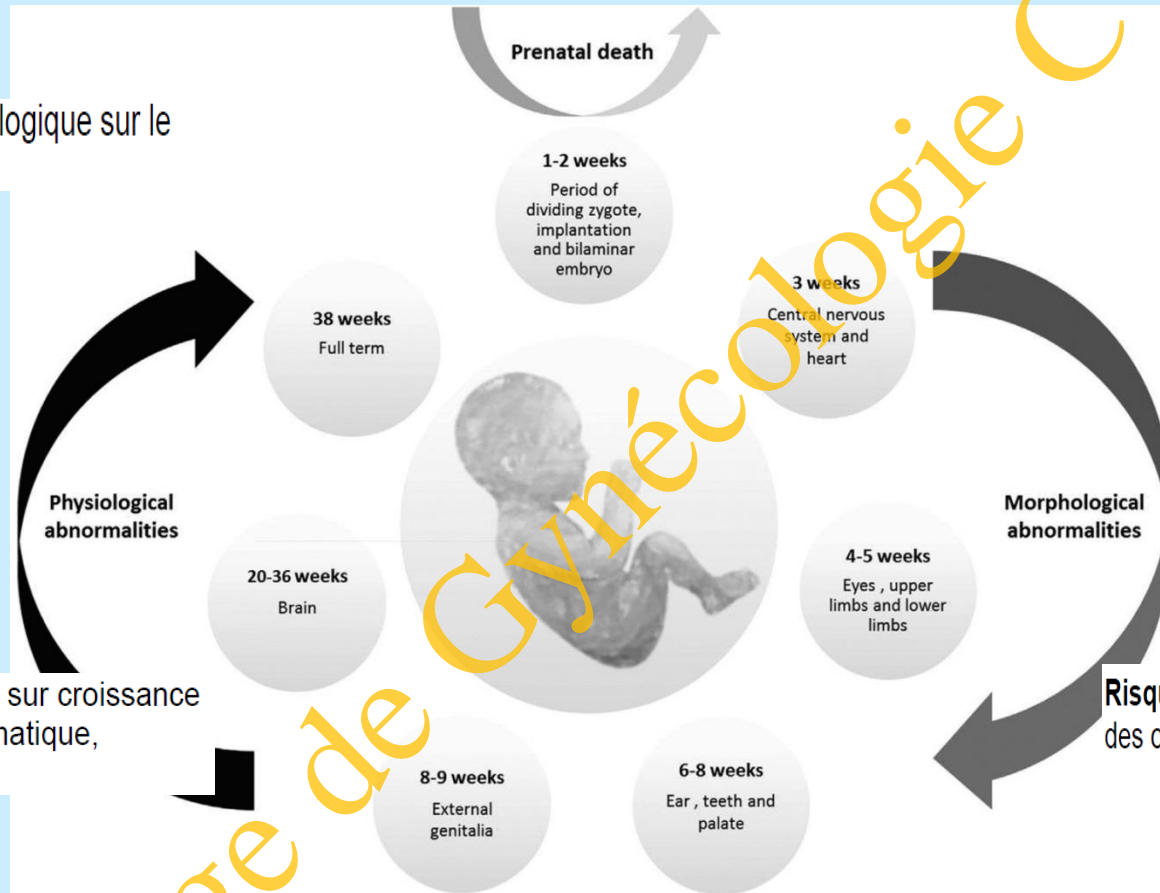 Prenatal death
logique sur le
1-2 weeks
Period of
dividing zygote,
implantation
and bilaminar
embryo
3 weeks
Central nervous
system and
heart
38 weeks
Full term
Physiological
abnormalities
Morphological
abnormalities
4-5 weeks
Eyes , upper
limbs and lower
limbs
20-36 weeks
Brain
sur croissance
natique,
Risq
des
6-8 weeks
Ear , teeth and
palate
8-9 weeks
External
genitalia
ge de Gynécologie C